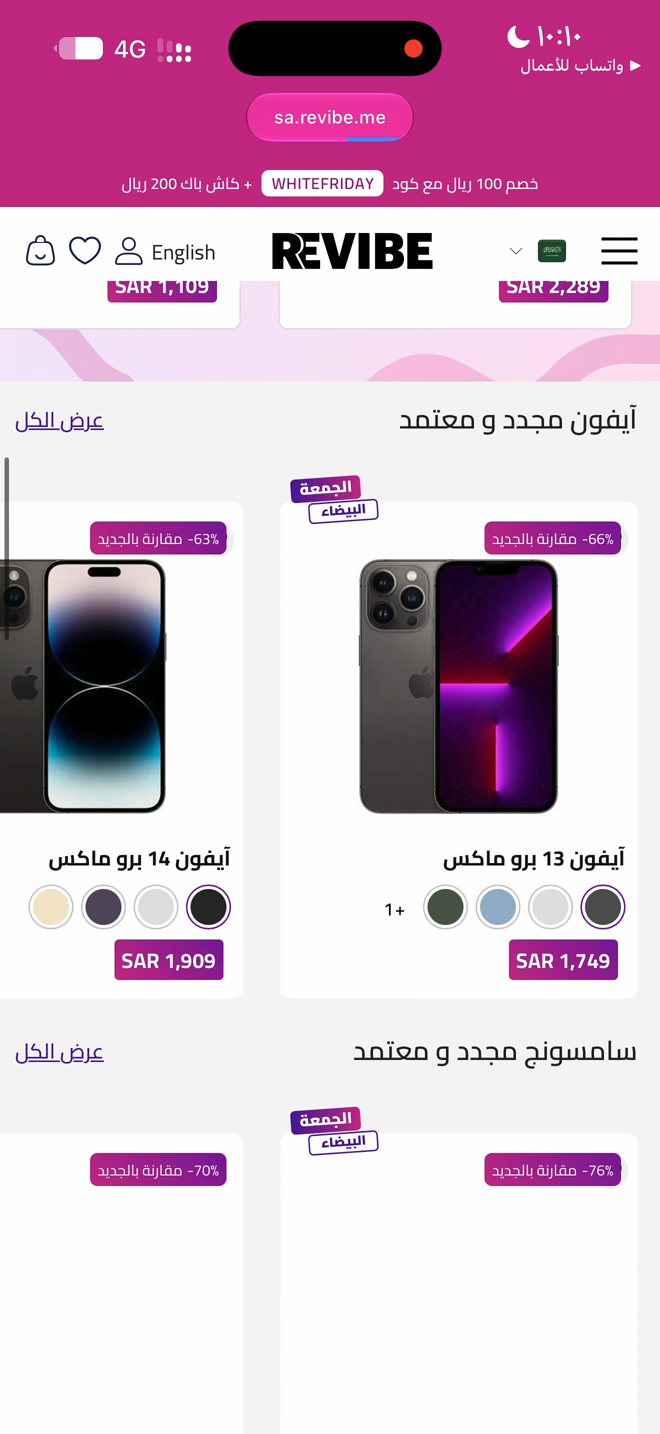 ١٠:١٠
4G
◀ واتساب للأعمال
sa.revibe.me
خصم 100 ريال مع كود WHITEFRIDAY + كاش باك 200 ريال
REVIBE
English
SAR 2,289
SAR 1,109
آيفون مجدد و معتمد
عرض الكل
الجمعة
البيضاء
-66% مقارنة بالجديد
-63% مقارنة بالجديد
آيفون 13 برو ماكس
آيفون 14 برو ماكس
+1
SAR 1,749
SAR 1,909
سامسونج مجدد و معتمد
عرض الكل
الجمعة
البيضاء
-76% مقارنة بالجديد
-70% مقارنة بالجديد